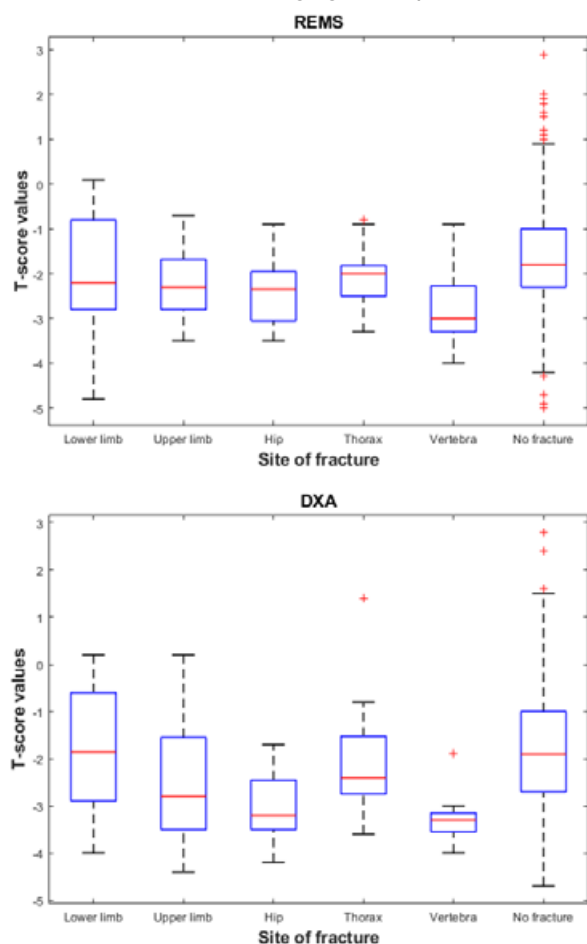 REMS
3
2
1
0
-1
-2
-3
-4
-5
T-score values
Lower limb Upper limb Hip Thorax Vertebra No fracture
Site of fracture
DXA
3
2
1
0
-1
-2
-3
-4
-5
T-score values
Lower limb Upper limb Hip Thorax Vertebra No fracture
Site of fracture